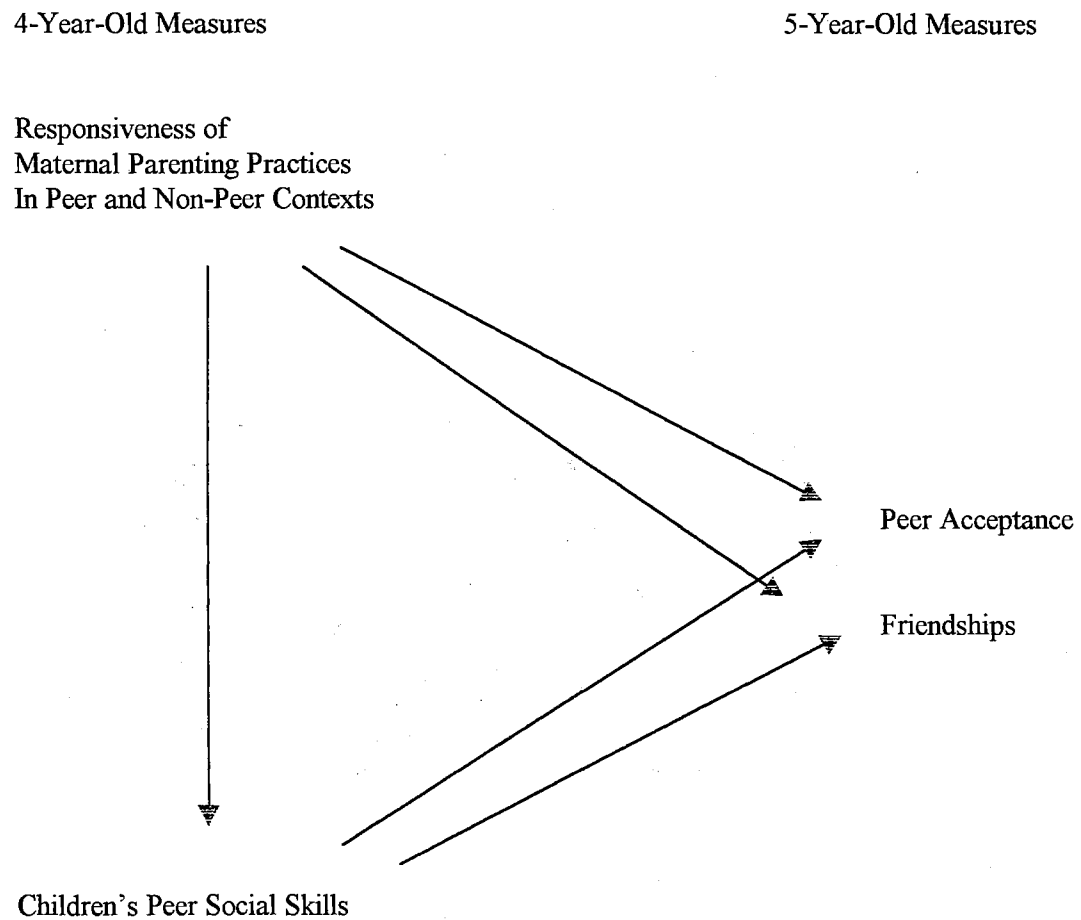 4-Year-Old Measures
5-Year-Old Measures
Responsiveness of
Maternal Parenting Practices
In Peer and Non-Peer Contexts
Peer Acceptance
Friendships
Children's Peer Social Skills